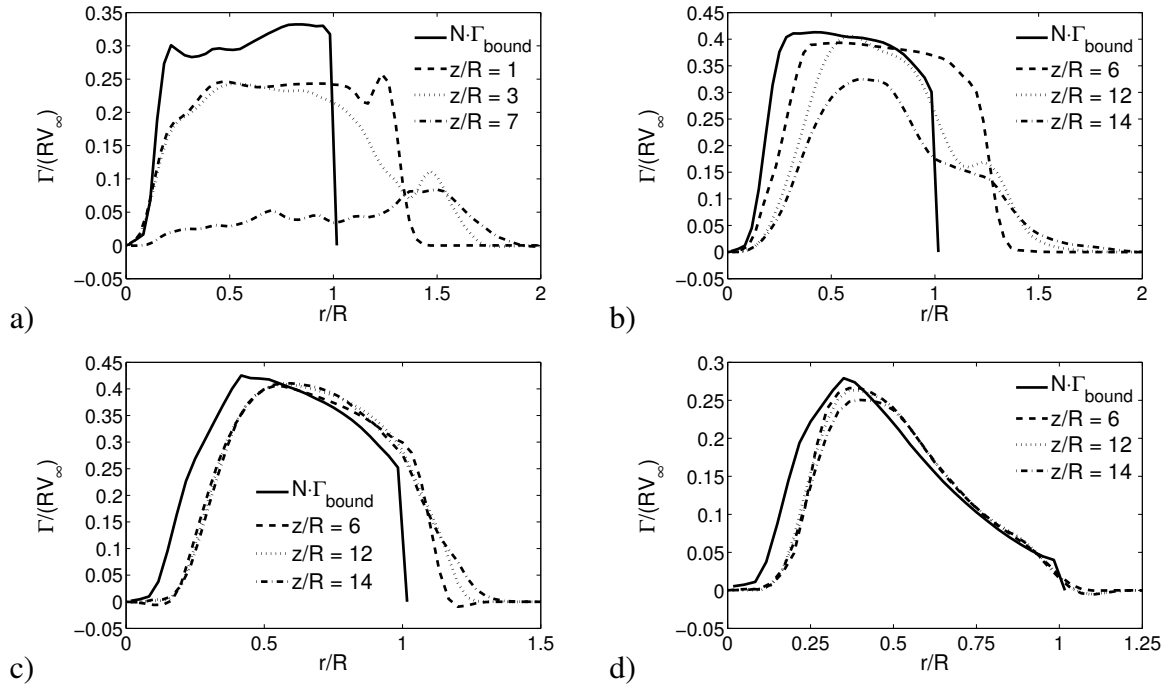 0.35
0.30
0.25
0.20
0.15
0.10
0.05
0
−0.05
Γ/(RV∞)
0 0.5 1 1.5 2
r/R
N·Γbound
z/R = 1
z/R = 3
z/R = 7
a)
0.45
0.4
0.35
0.3
0.25
0.2
0.15
0.1
0.05
0
−0.05
Γ/(RV∞)
0 0.5 1 1.5 2
r/R
N·Γbound
z/R = 6
z/R = 12
z/R = 14
b)
0.45
0.4
0.35
0.3
0.25
0.2
0.15
0.1
0.05
0
−0.05
Γ/(RV∞)
0 0.5 1 1.5
r/R
N·Γbound
z/R = 6
z/R = 12
z/R = 14
c)
0.3
0.25
0.2
0.15
0.1
0.05
0
−0.05
Γ/(RV∞)
0 0.25 0.5 0.75 1 1.25
r/R
N·Γbound
z/R = 6
z/R = 12
z/R = 14
d)